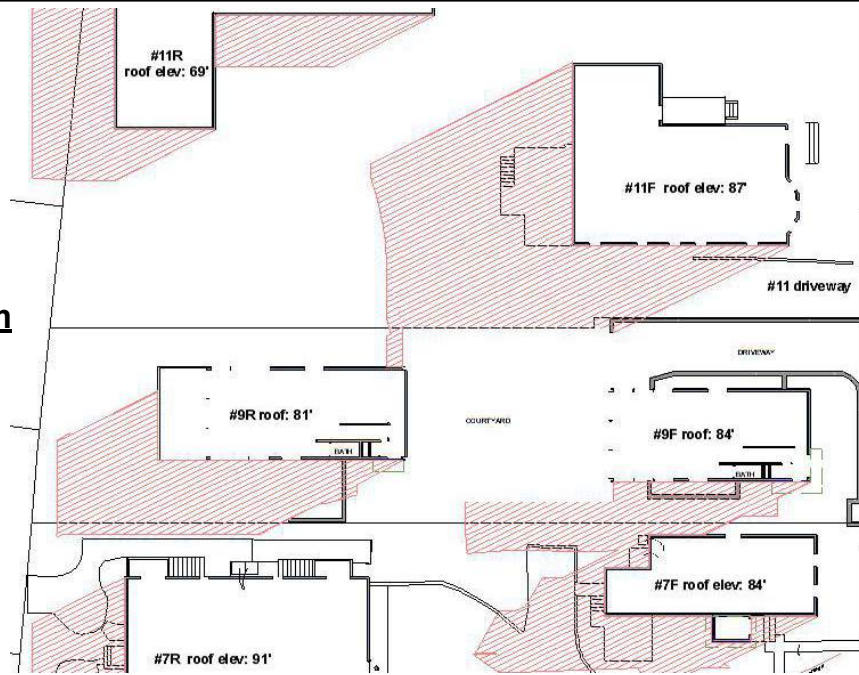 #11R
roof elev: 69'
#11F roof elev: 87'
#11 driveway
n
DRIVEWAY
#9R roof: 81'
COURTYARD
#9F roof: 84'
BATH
BATH
#7F roof elev: 84'
#7R roof elev: 91'